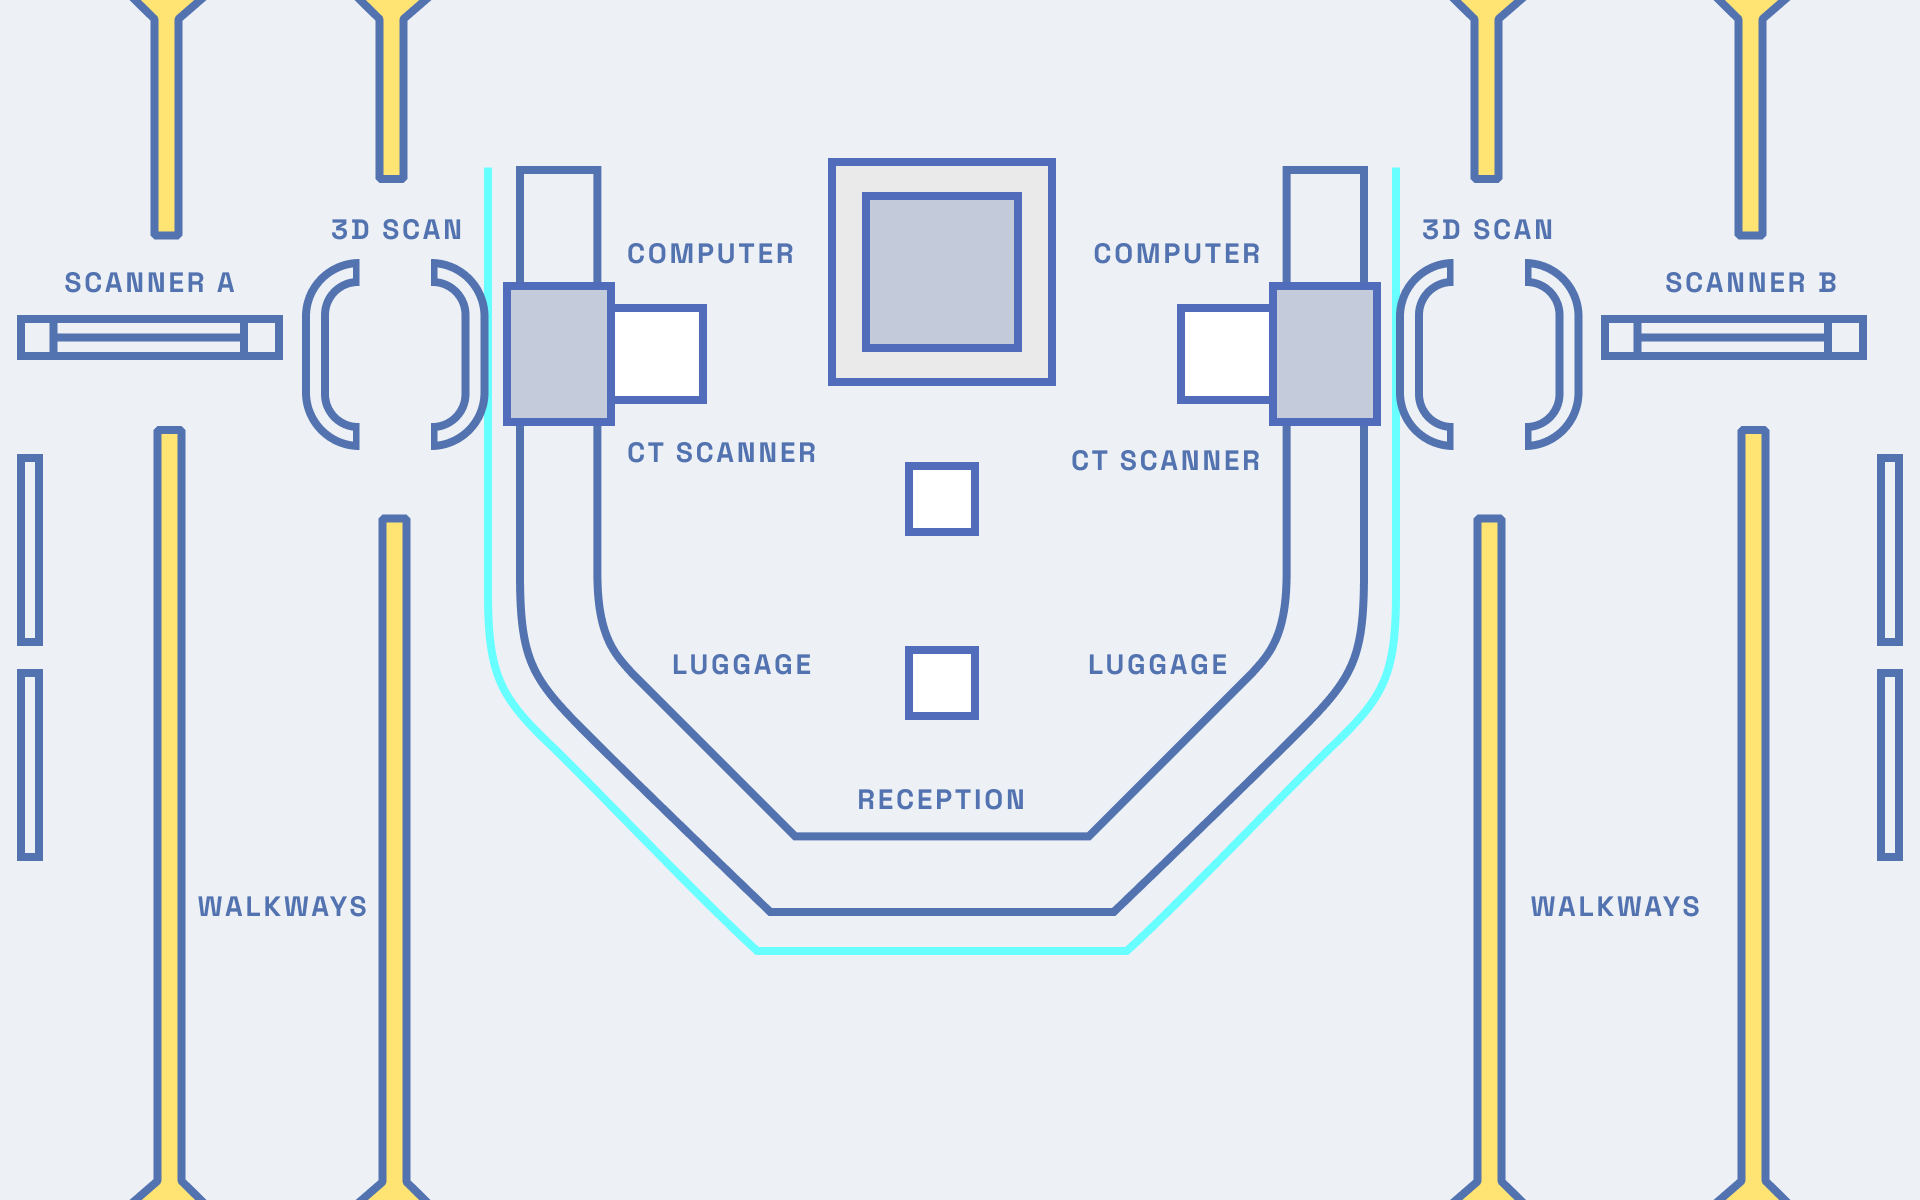 3D SCAN
3D SCAN
COMPUTER
COMPUTER
SCANNER A
SCANNER B
CT SCANNER
CT SCANNER
LUGGAGE
LUGGAGE
RECEPTION
WALKWAYS
WALKWAYS